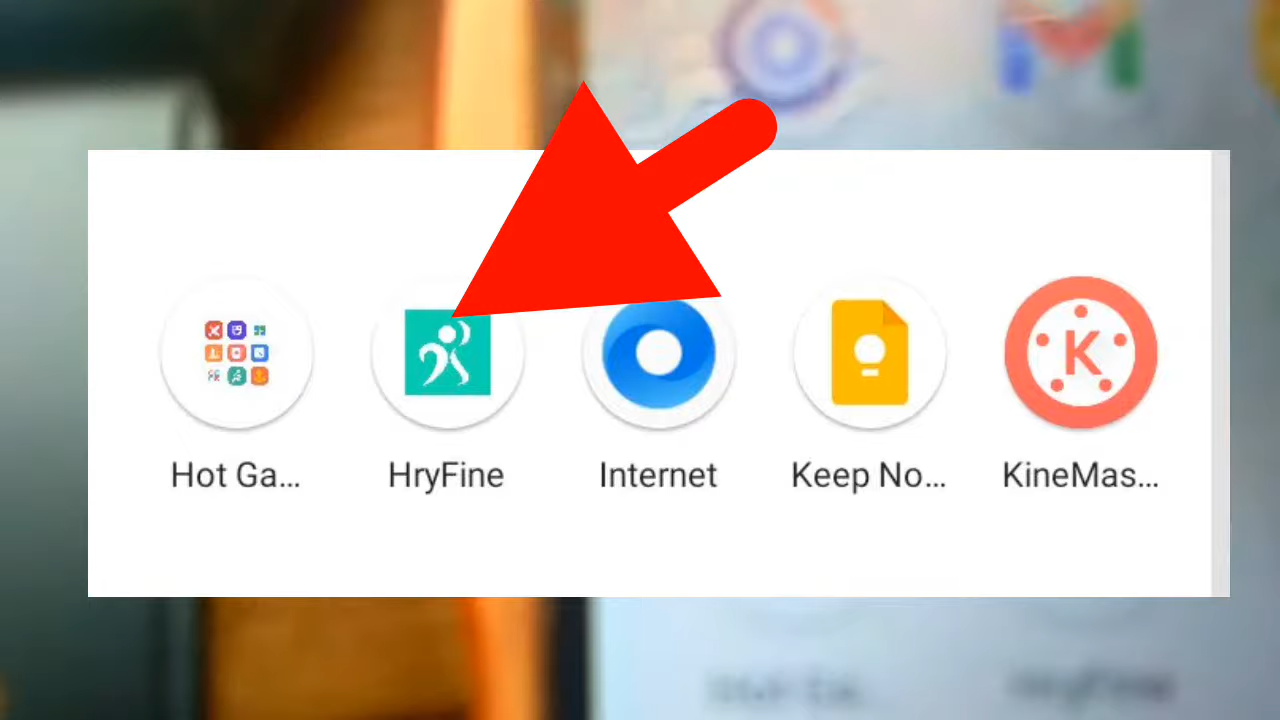 Hot Ga...
HryFine
Internet
Keep No...
KineMas...
K